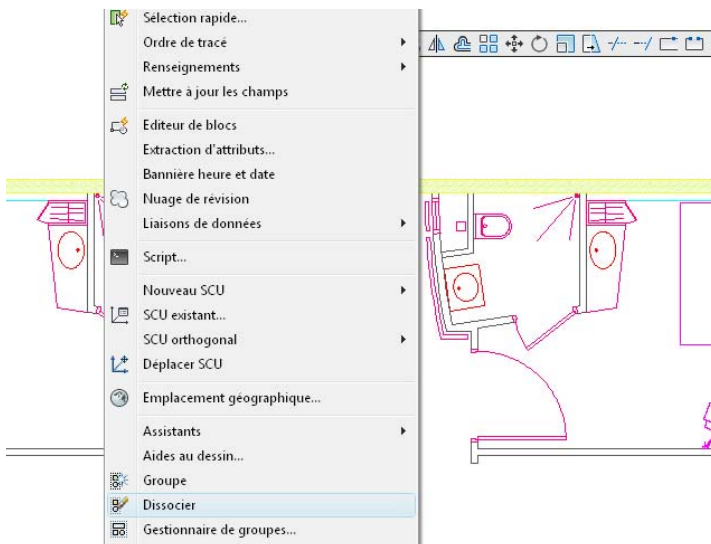 Sélection rapide...
Ordre de tracé
Renseignements
Mettre à jour les champs
Editeur de blocs
Extraction d'attributs...
Bannière heure et date
Nuage de révision
Liaisons de données
Script...
Nouveau SCU
SCU existant...
SCU orthogonal
Déplacer SCU
Emplacement géographique...
Assistants
Aides au dessin...
Groupe
Dissocier
Gestionnaire de groupes...